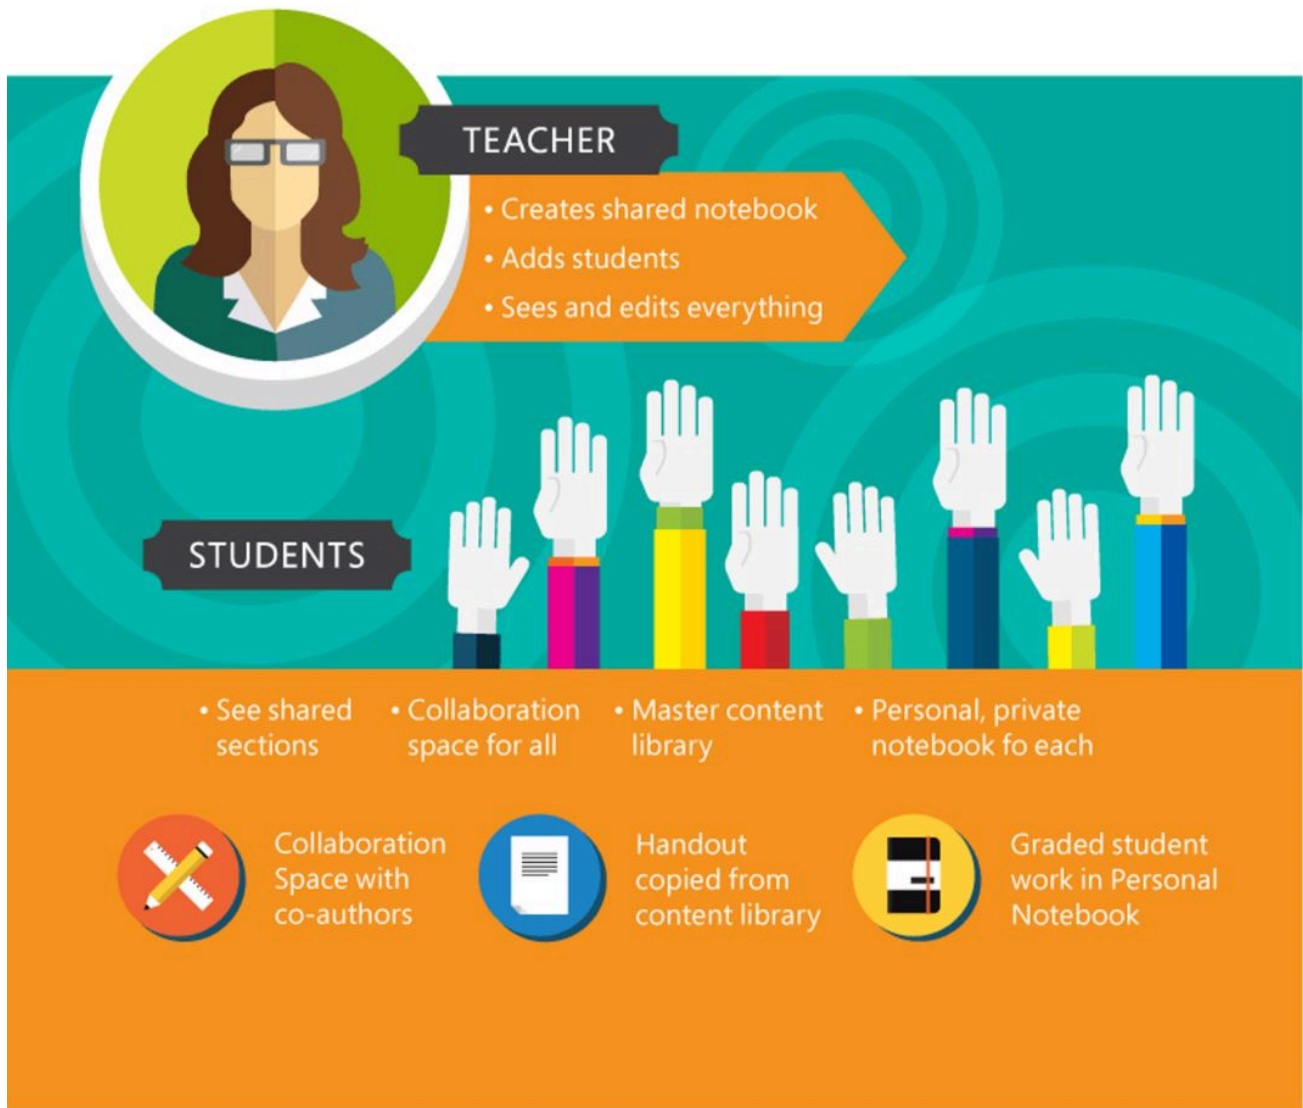 TEACHER
• Creates shared notebook
• Adds students
• Sees and edits everything
STUDENTS
• See shared
sections
• Collaboration
space for all
• Master content
library
• Personal, private
notebook fo each
Collaboration
Space with
co-authors
Handout
copied from
content library
Graded student
work in Personal
Notebook